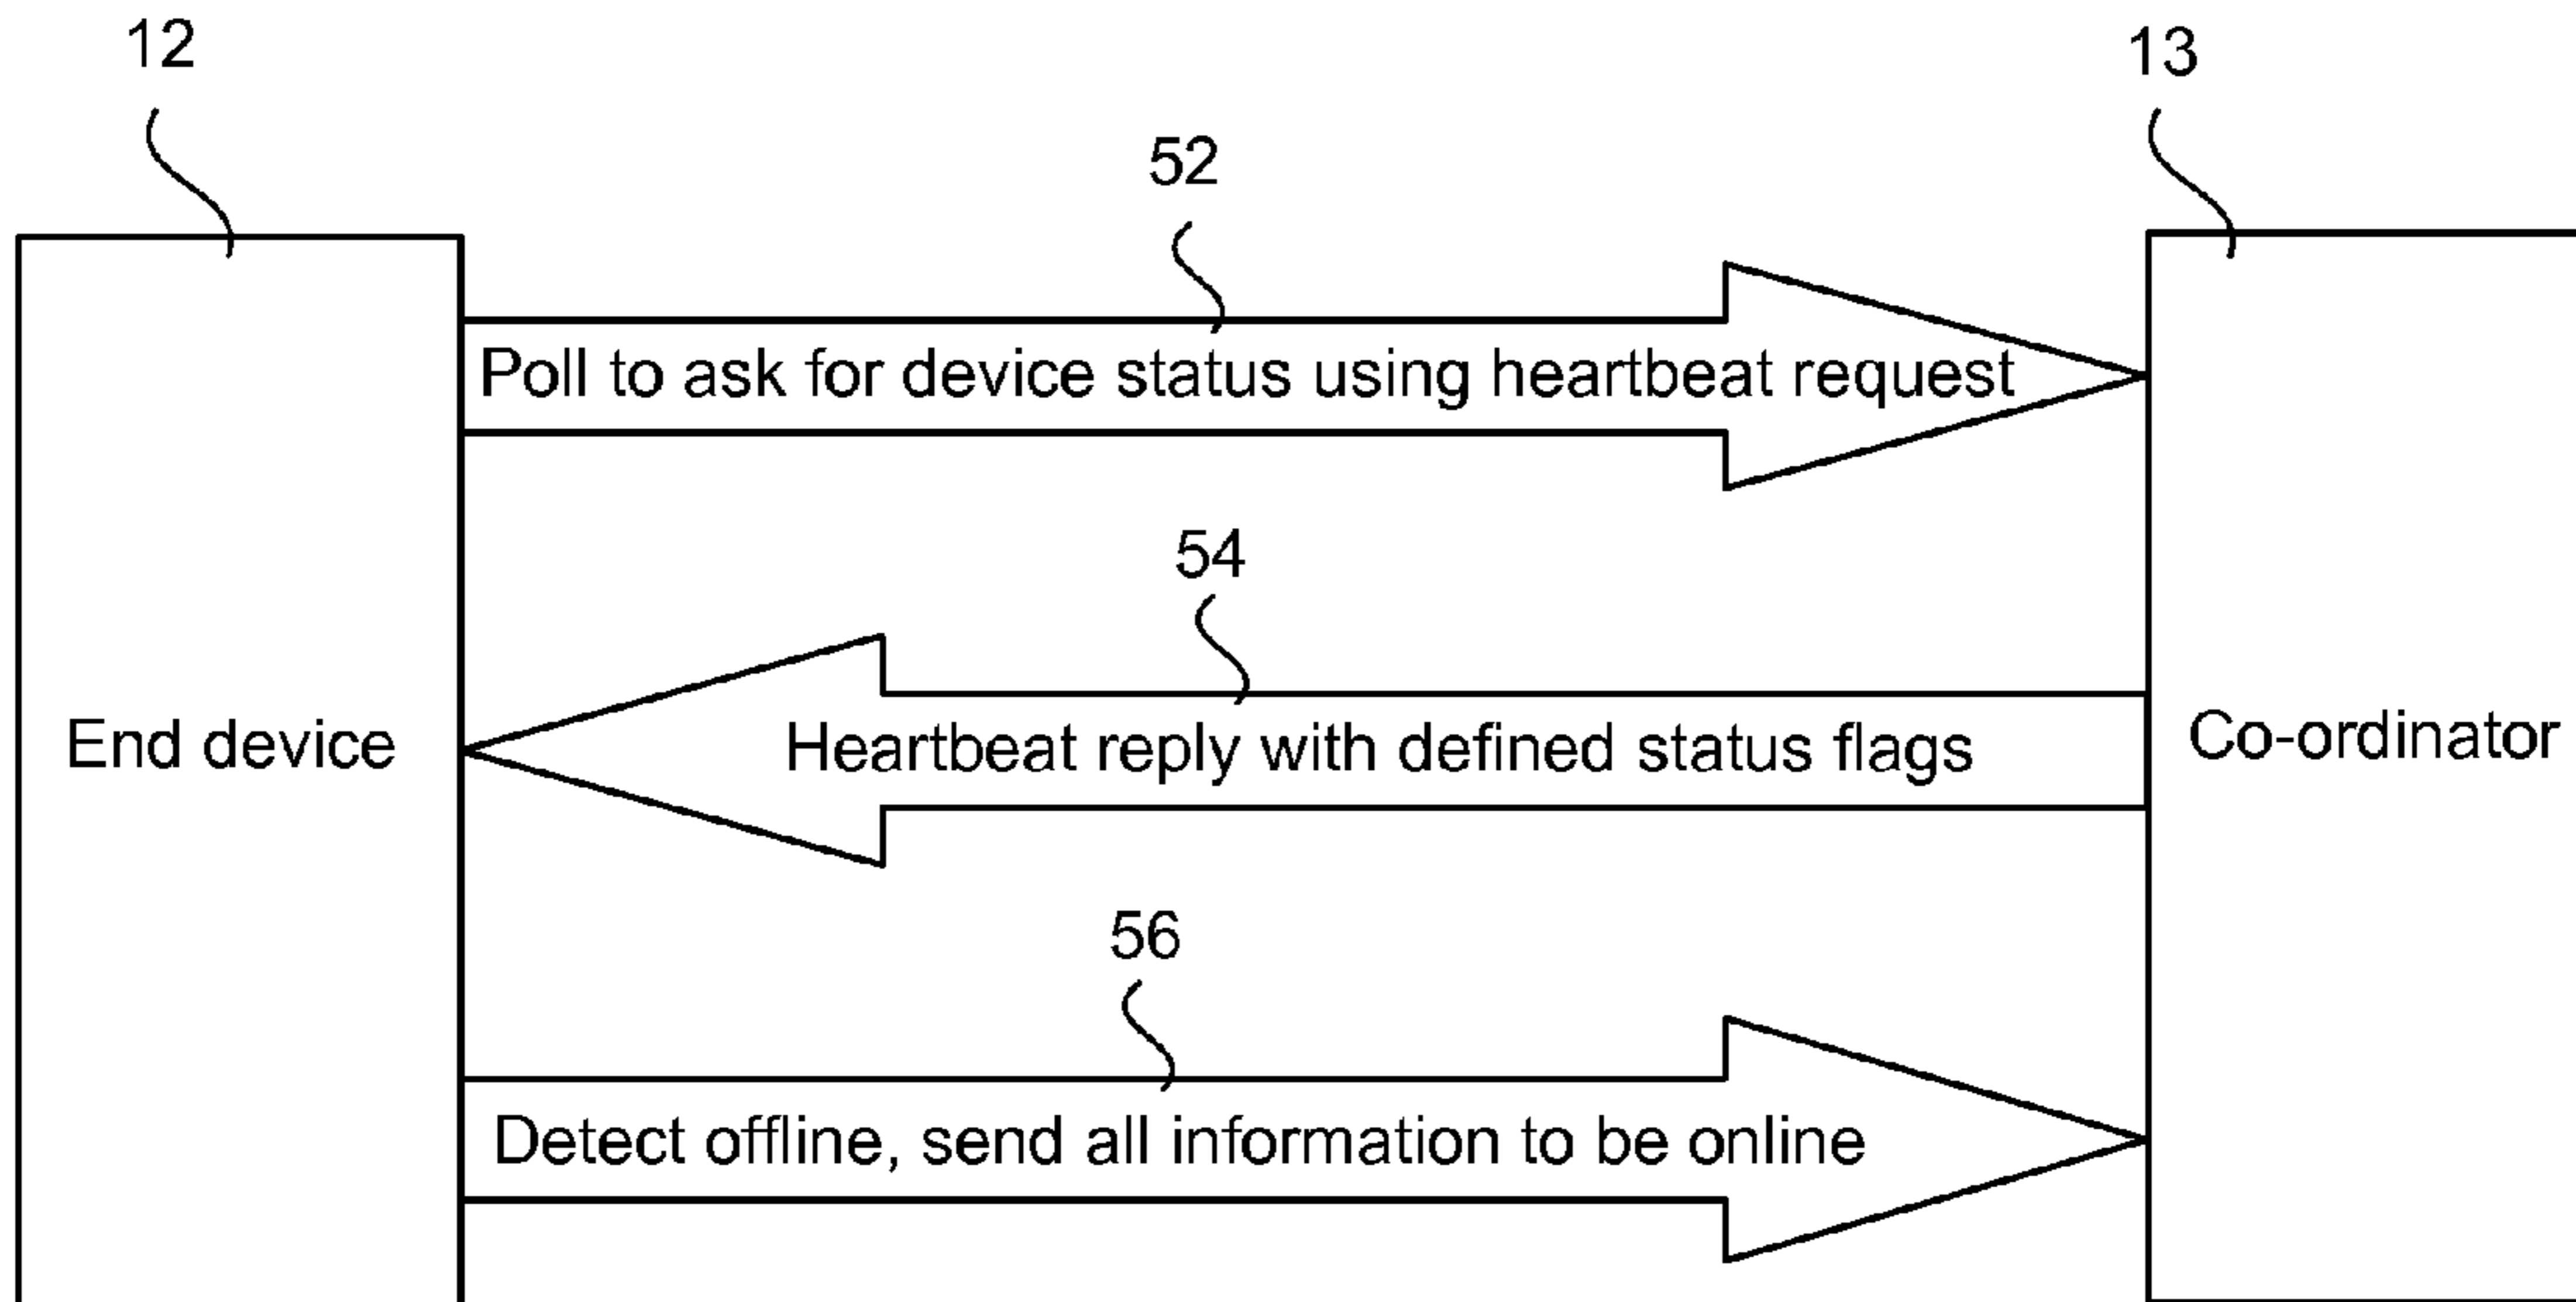 12
13
52
Poll to ask for device status using heartbeat request
54
End device
Heartbeat reply with defined status flags
Co-ordinator
56
Detect offline, send all information to be online